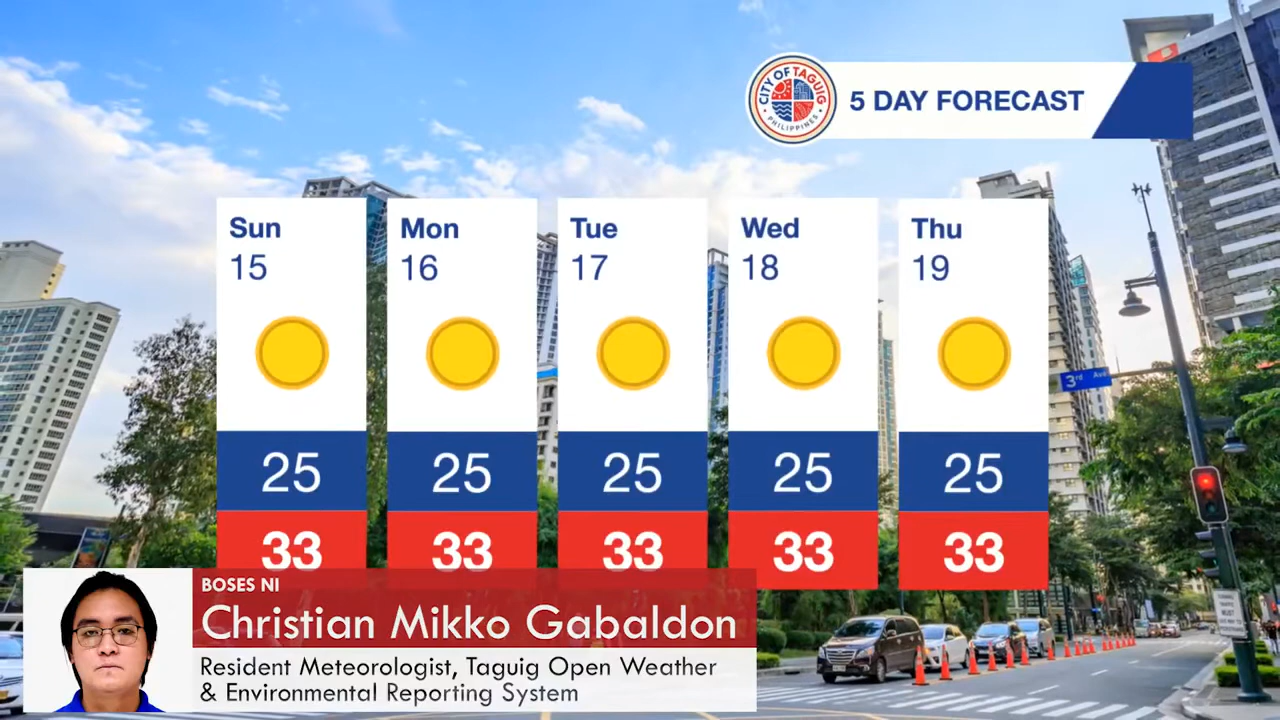 CITY OF TAGUIG
PHILIPPINES
5 DAY FORECAST
Sun
15
25
33
Mon
16
25
33
Tue
17
25
33
Wed
18
25
33
Thu
19
25
33
3rd Ave
BOSES NI
Christian Mikko Gabaldon
Resident Meteorologist, Taguig Open Weather
& Environmental Reporting System